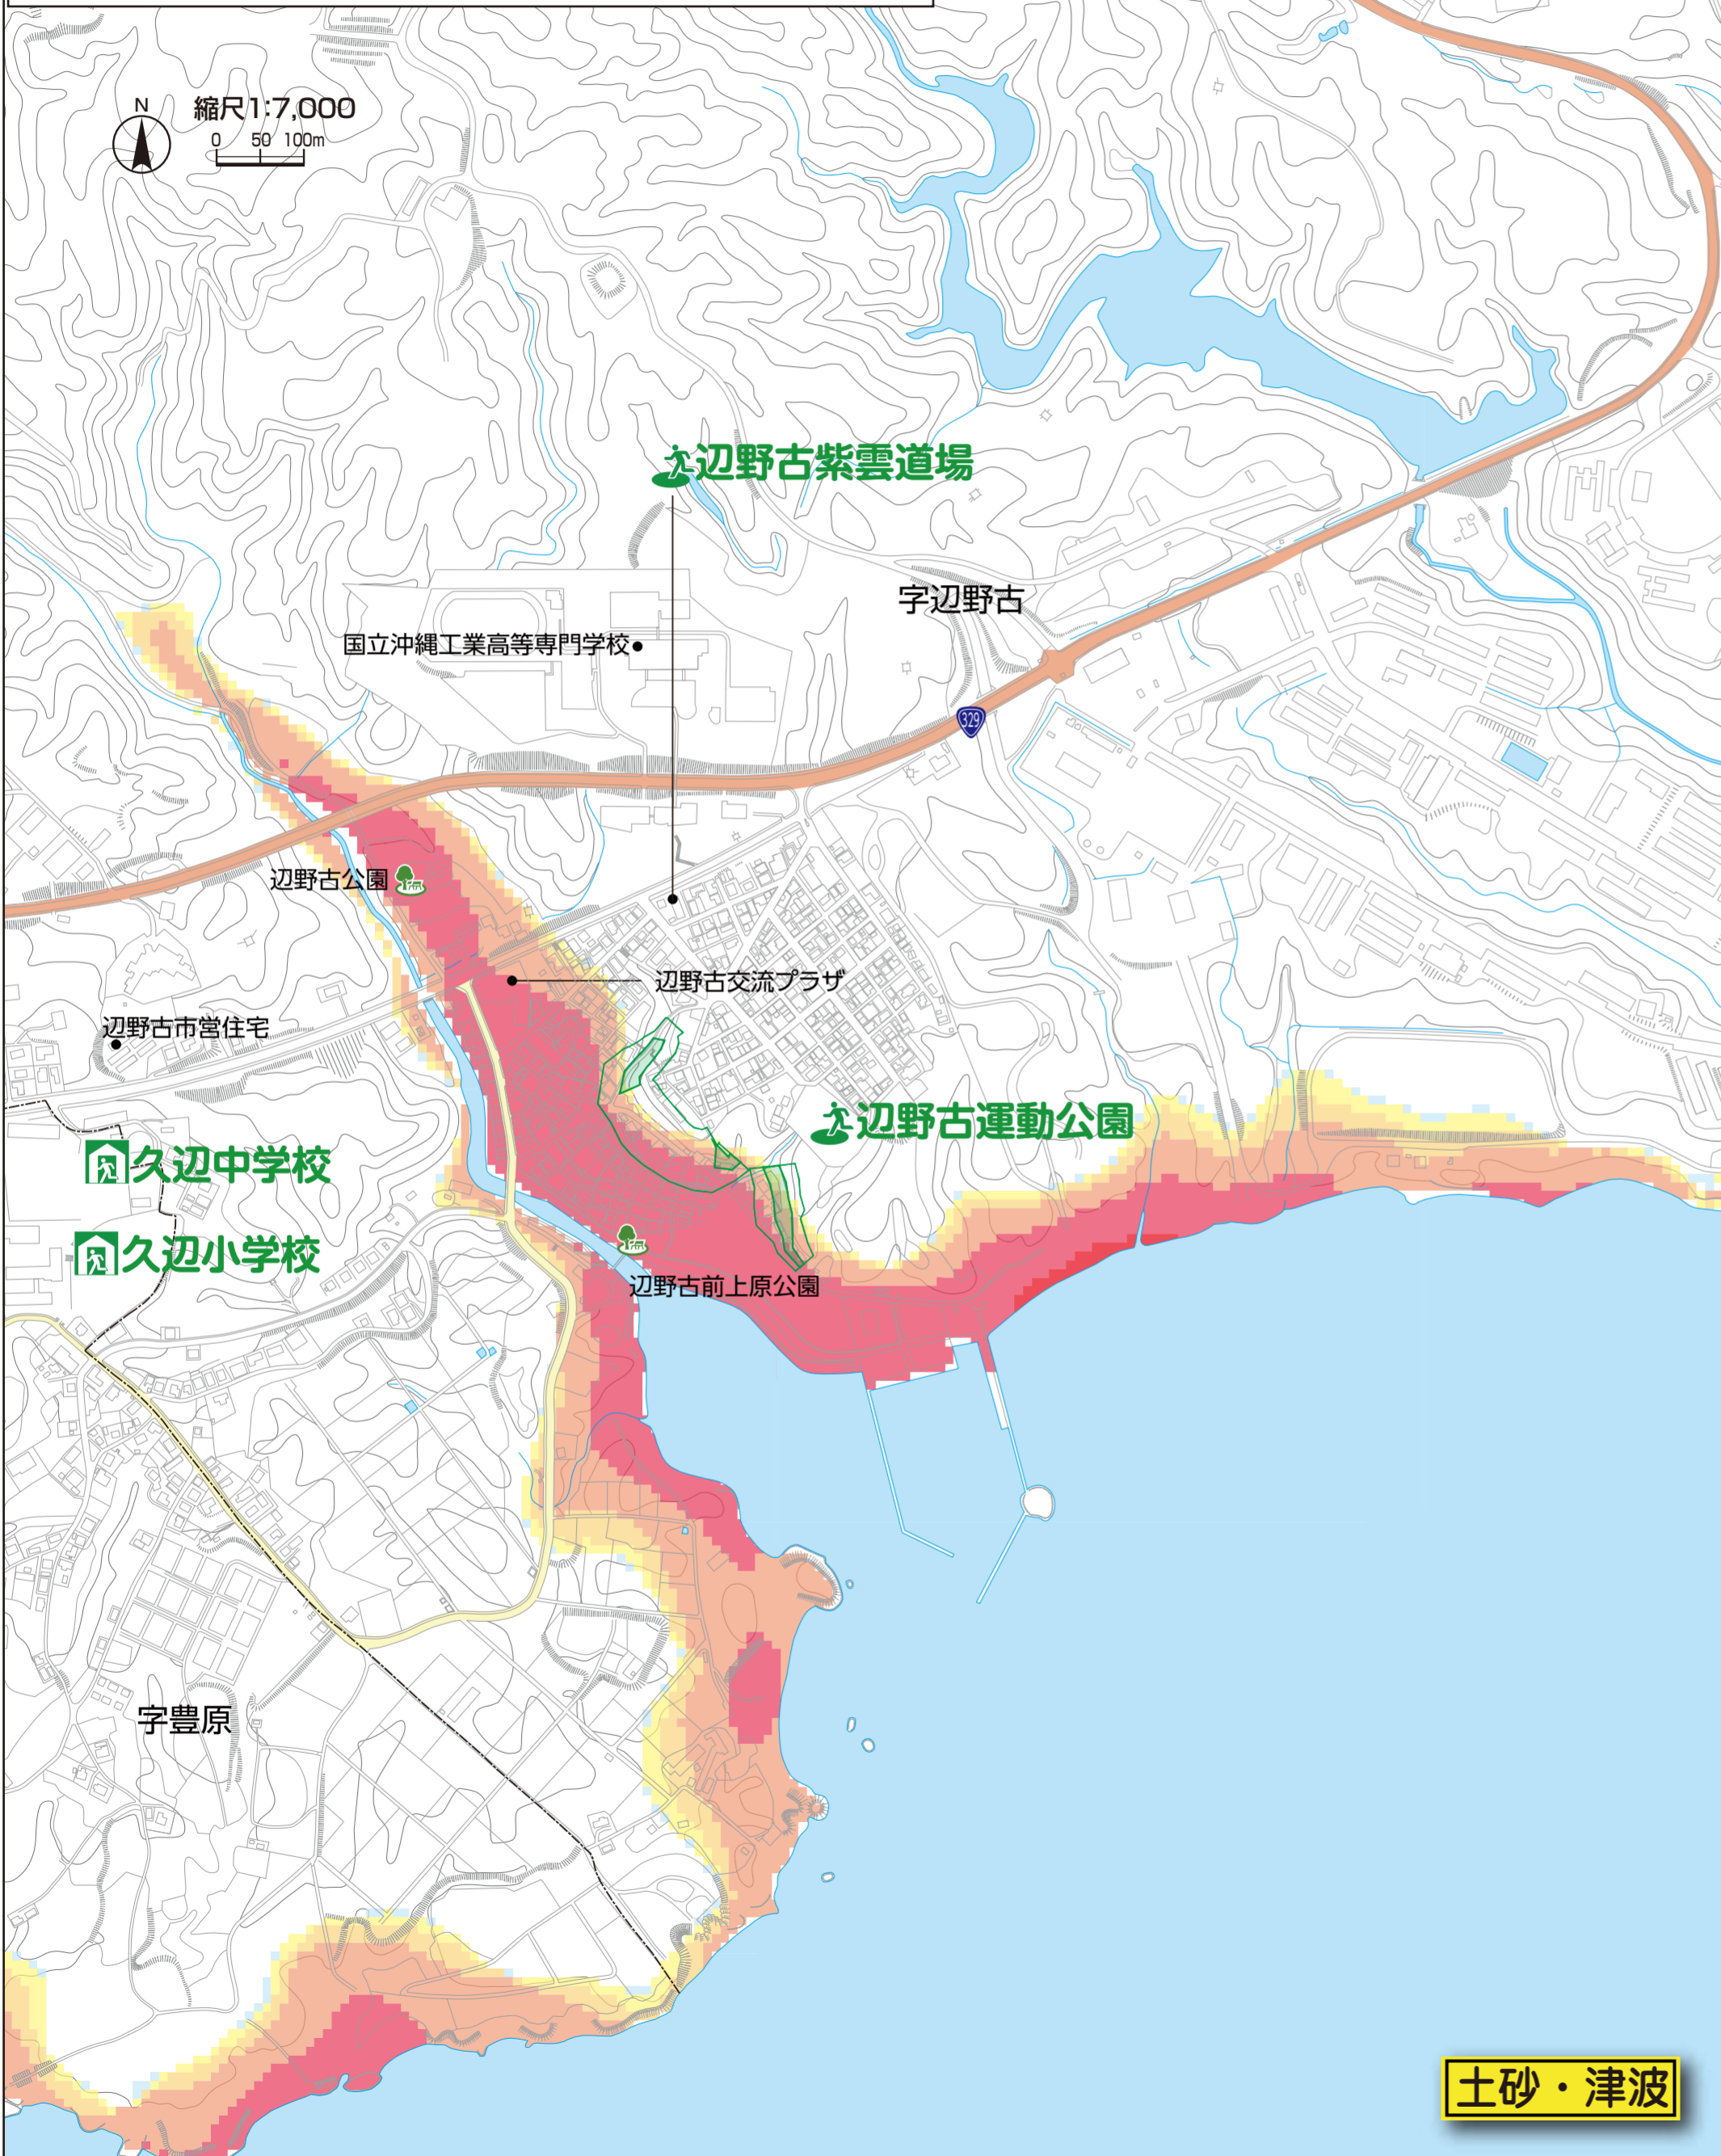 N
縮尺1:7,000
0 50 100m
辺野古紫雲道場
字辺野古
国立沖縄工業高等専門学校
329
辺野古公園
辺野古交流プラザ
辺野古市営住宅
辺野古運動公園
久辺中学校
久辺小学校
辺野古前上原公園
字豊原
土砂・津波